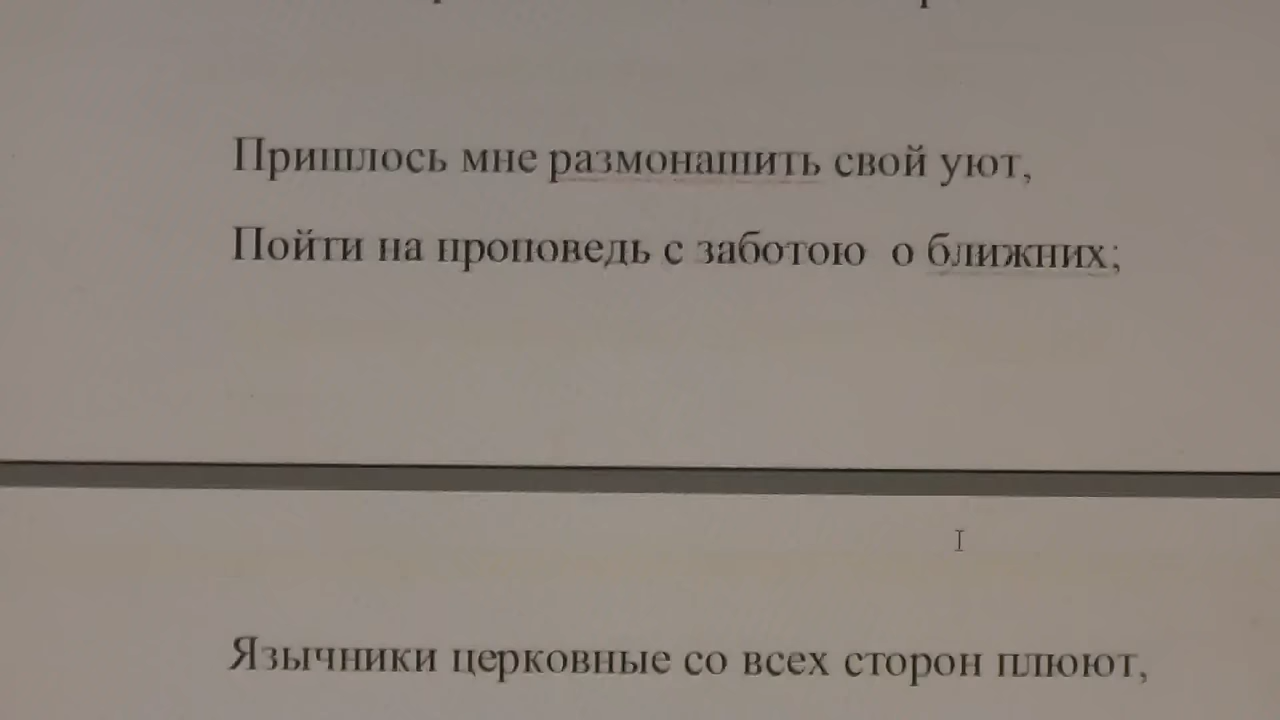 Пришлось мне размонашить свой уют,
Пойти на проповедь с заботою о ближних;
Язычники церковные со всех сторон плюют,